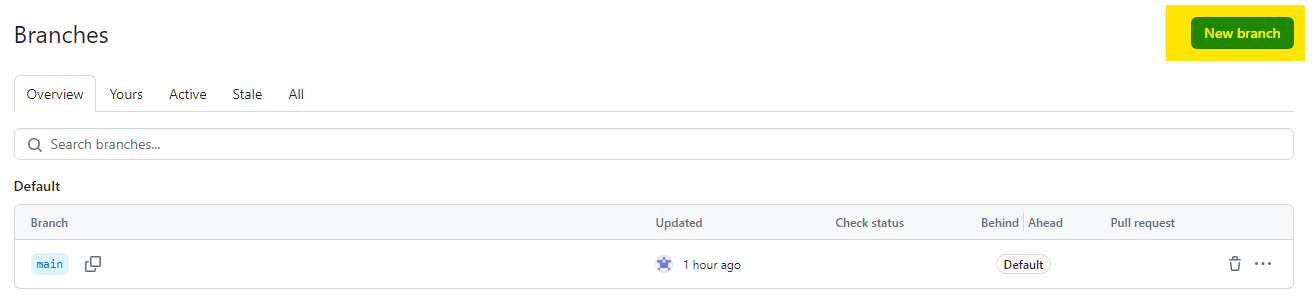 Branches
New branch
Overview Yours Active Stale All
Search branches...
Default
Branch Updated Check status Behind Ahead Pull request
main 1 hour ago Default